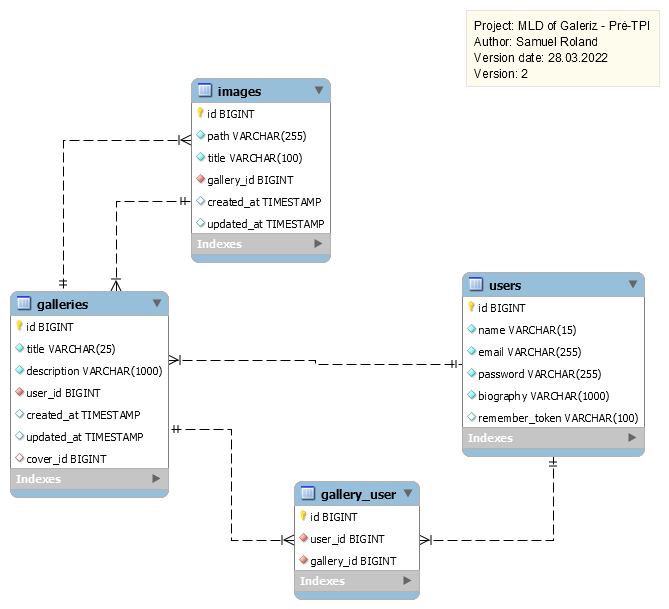 Project: MLD of Galeriz - Pré-TPI
Author: Samuel Roland
Version date: 28.03.2022
Version: 2
images
id BIGINT
path VARCHAR(255)
title VARCHAR(100)
gallery_id BIGINT
created_at TIMESTAMP
updated_at TIMESTAMP
Indexes
galleries
id BIGINT
title VARCHAR(25)
description VARCHAR(1000)
user_id BIGINT
created_at TIMESTAMP
updated_at TIMESTAMP
cover_id BIGINT
Indexes
users
id BIGINT
name VARCHAR(15)
email VARCHAR(255)
password VARCHAR(255)
biography VARCHAR(1000)
remember_token VARCHAR(100)
Indexes
gallery_user
id BIGINT
user_id BIGINT
gallery_id BIGINT
Indexes